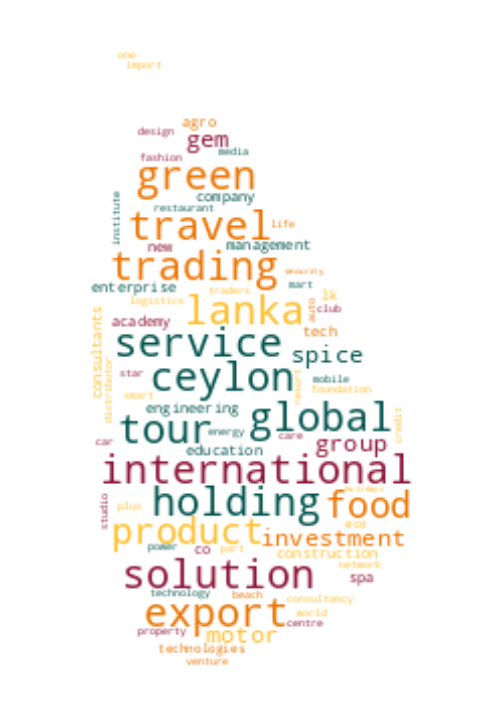 one
import
agro
design
gem
media
fashion
green
company
restaurant
institute
travel
life
new
management
trading
security
enterprise
mart
logistics
traders
lk
lanka
auto
club
academy
tech
consultants
service
spice
star
ceylon
mobile
resort
foundation
distributor
smart
engineering
global
credit
tour
energy
care
car
education
group
international
holidays
studio
plus
holding
food
eco
product
investment
power
co
part
construction
network
solution
spa
technology
beach
consultancy
export
world
centre
property
motor
technologies
venture